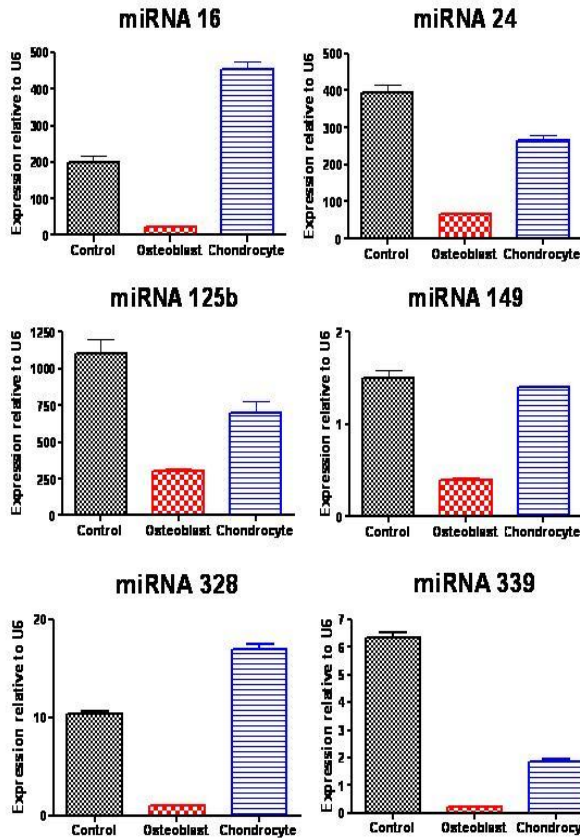 miRNA 16
Expression relative to U6
500
400
300
200
100
0
Control Osteoblast Chondrocyte
miRNA 24
Expression relative to U6
500
400
300
200
100
0
Control Osteoblast Chondrocyte
miRNA 125b
Expression relative to U6
1250
1000
750
500
250
0
Control Osteoblast Chondrocyte
miRNA 149
Expression relative to U6
2
1
0
Control Osteoblast Chondrocyte
miRNA 328
Expression relative to U6
20
10
0
Control Osteoblast Chondrocyte
miRNA 339
Expression relative to U6
7
6
5
4
3
2
1
0
Control Osteoblast Chondrocyte